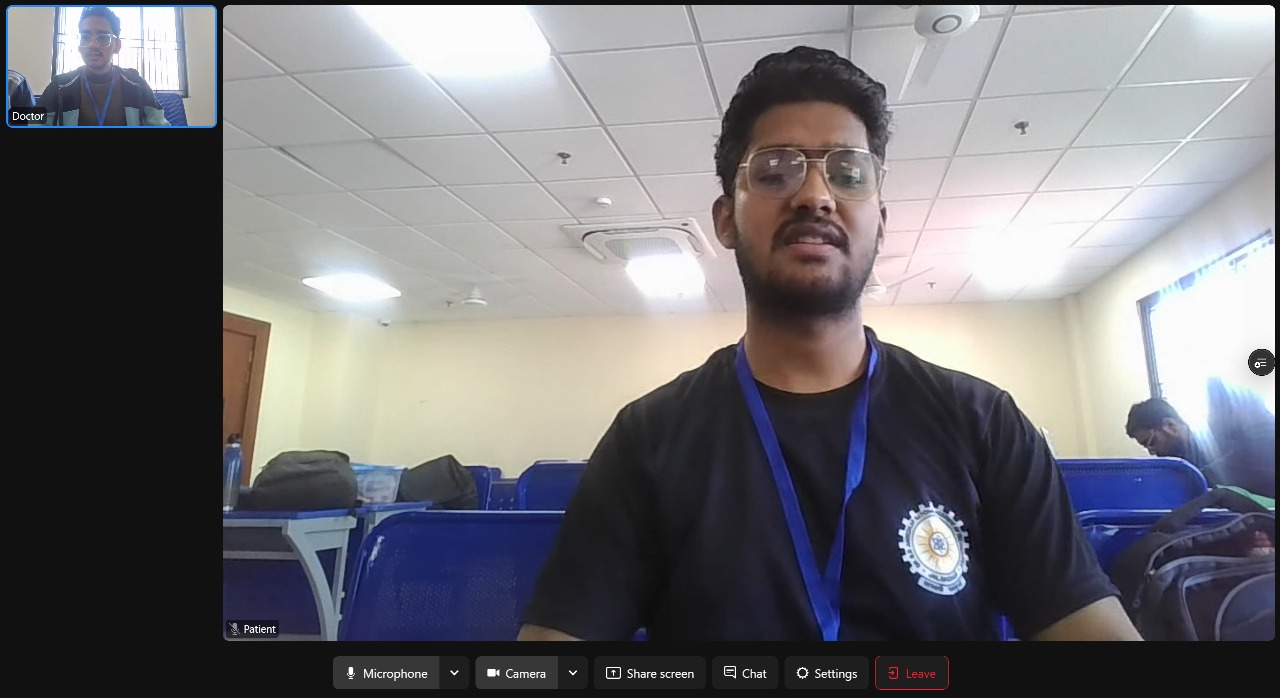 Doctor
Patient
Microphone
Camera
Share screen
Chat
Settings
Leave